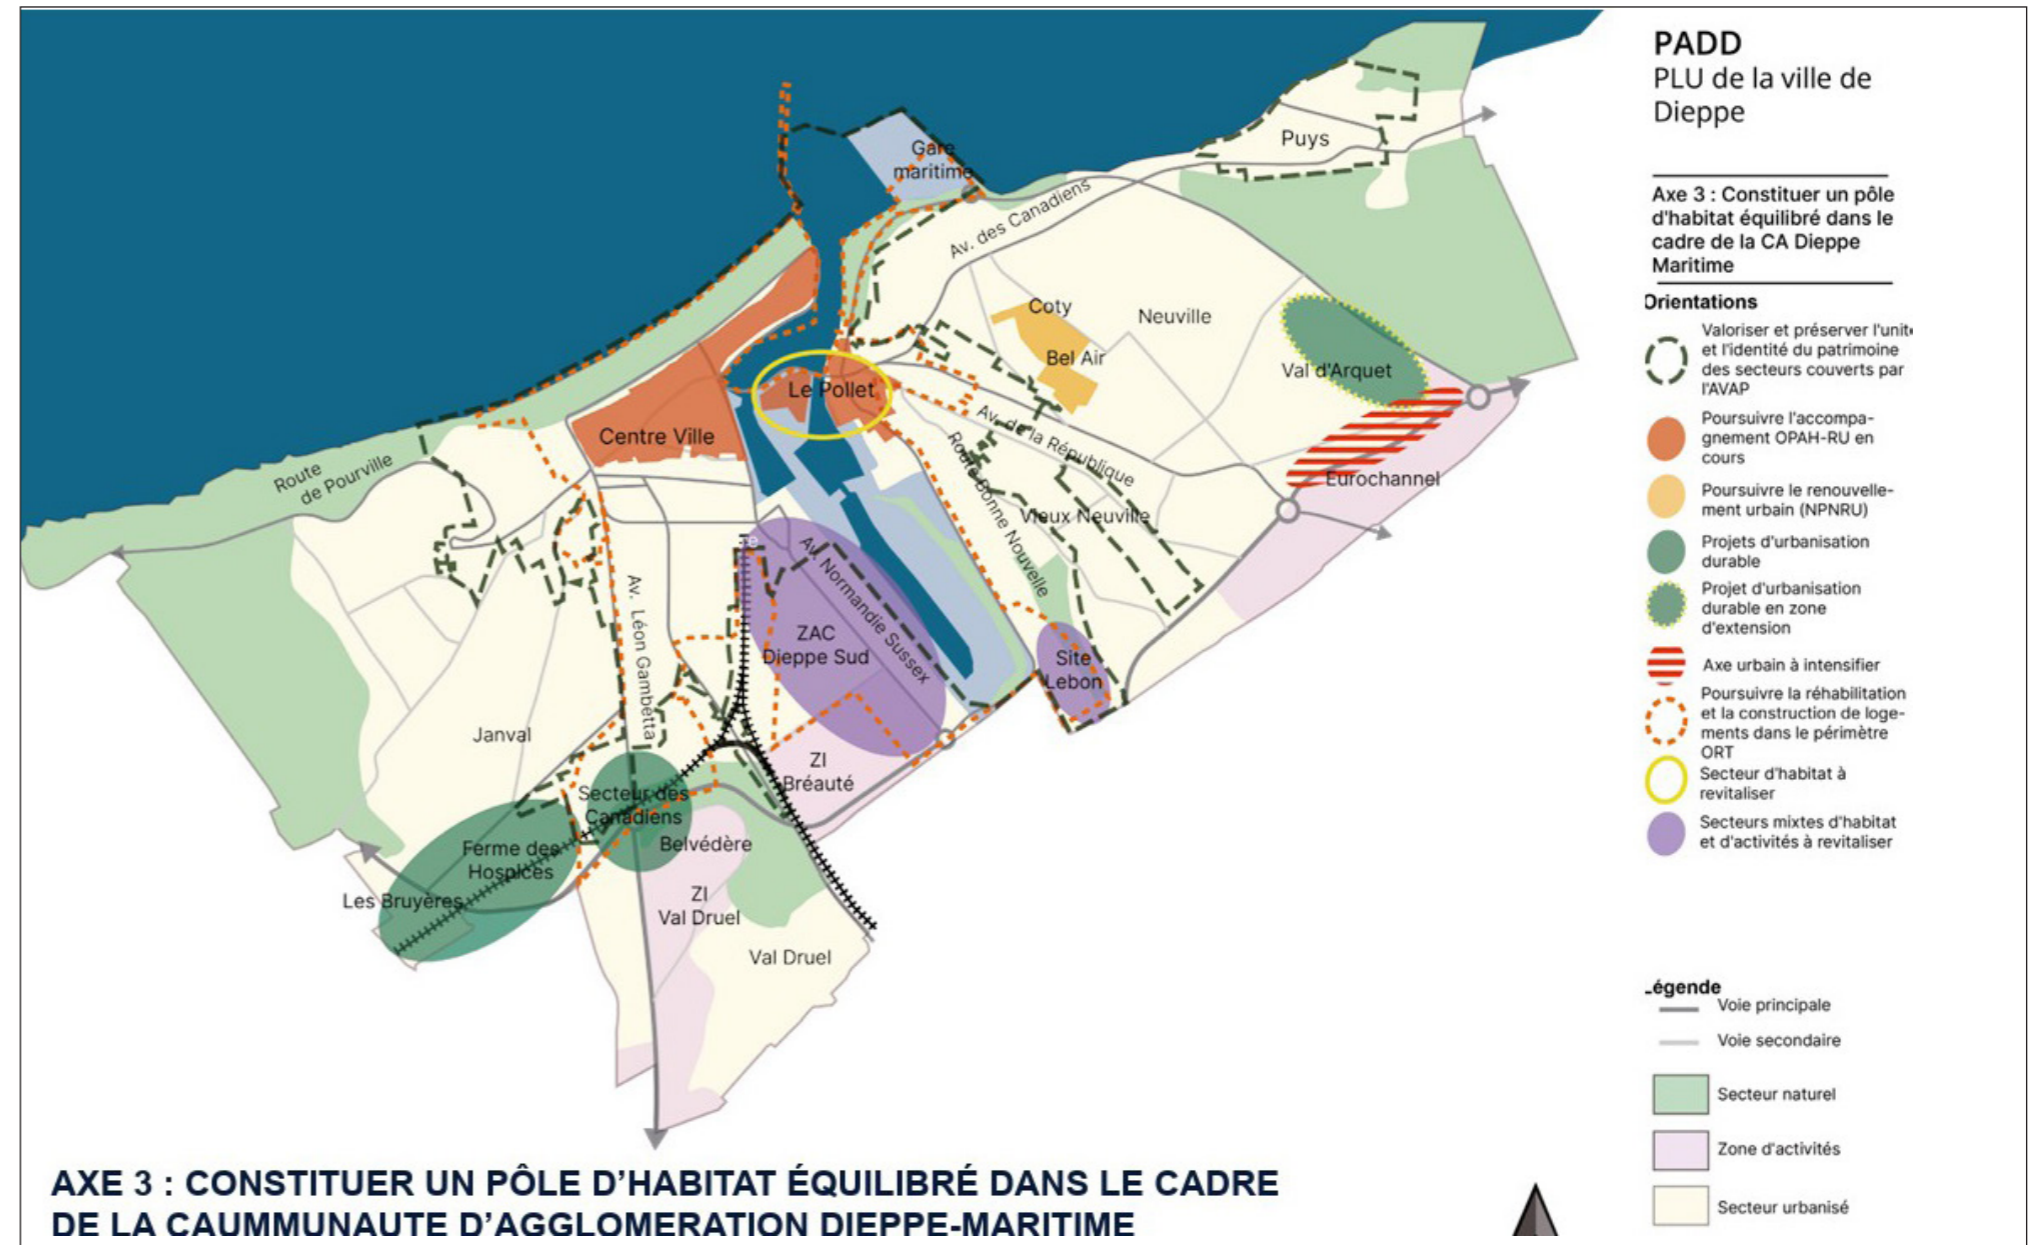 PADD
PLU de la ville de
Dieppe
Axe 3 : Constituer un pôle
d'habitat équilibré dans le
cadre de la CA Dieppe
Maritime
Orientations
Valoriser et préserver l'unit
et l'identité du patrimoine
des secteurs couverts par
l'AVAP
Poursuivre l'accompa-
gnement OPAH-RU en
cours
Poursuivre le renouvelle-
ment urbain (NPNRU)
Projets d'urbanisation
durable
Projet d'urbanisation
durable en zone
d'extension
Axe urbain à intensifier
Poursuivre la réhabilitation
et la construction de loge-
ments dans le périmètre
ORT
Secteur d'habitat à
revitaliser
Secteurs mixtes d'habitat
et d'activités à revitaliser
Légende
Voie principale
Voie secondaire
Secteur naturel
Zone d'activités
Secteur urbanisé
Gare
maritime
Puys
Av. des Canadiens
Coty
Neuville
Bel Air
Val d'Arquet
Le Pollet
Centre Ville
Av. de la République
Route
de Pourville
Eurochannel
Route Bonne Nouvelle
Vieux Neuville
Av. Normandie Sussex
Av. Léon Gambetta
ZAC
Dieppe Sud
Site
Lebon
Janval
ZI
Bréauté
Secteur des
Canadiens
Belvédère
Ferme des
Hospices
Les Bruyères
ZI
Val Druel
Val Druel
AXE 3 : CONSTITUER UN PÔLE D'HABITAT ÉQUILIBRÉ DANS LE CADRE
DE LA CAUMMUNAUTE D'AGGLOMERATION DIEPPE-MARITIME